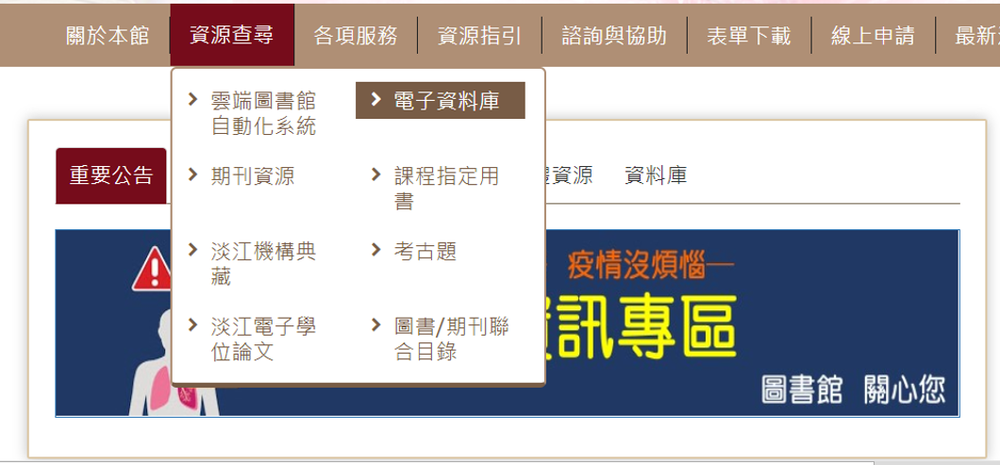 關於本館 資源查尋 各項服務 資源指引 諮詢與協助 表單下載 線上申請 最新
雲端圖書館 電子資料庫
自動化系統
重要公告 期刊資源 課程指定用 資源 資料庫
書
淡江機構典 考古題 疫情沒煩惱—
藏
訊專區
淡江電子學 圖書/期刊聯
位論文 合目錄
圖書館 關心您